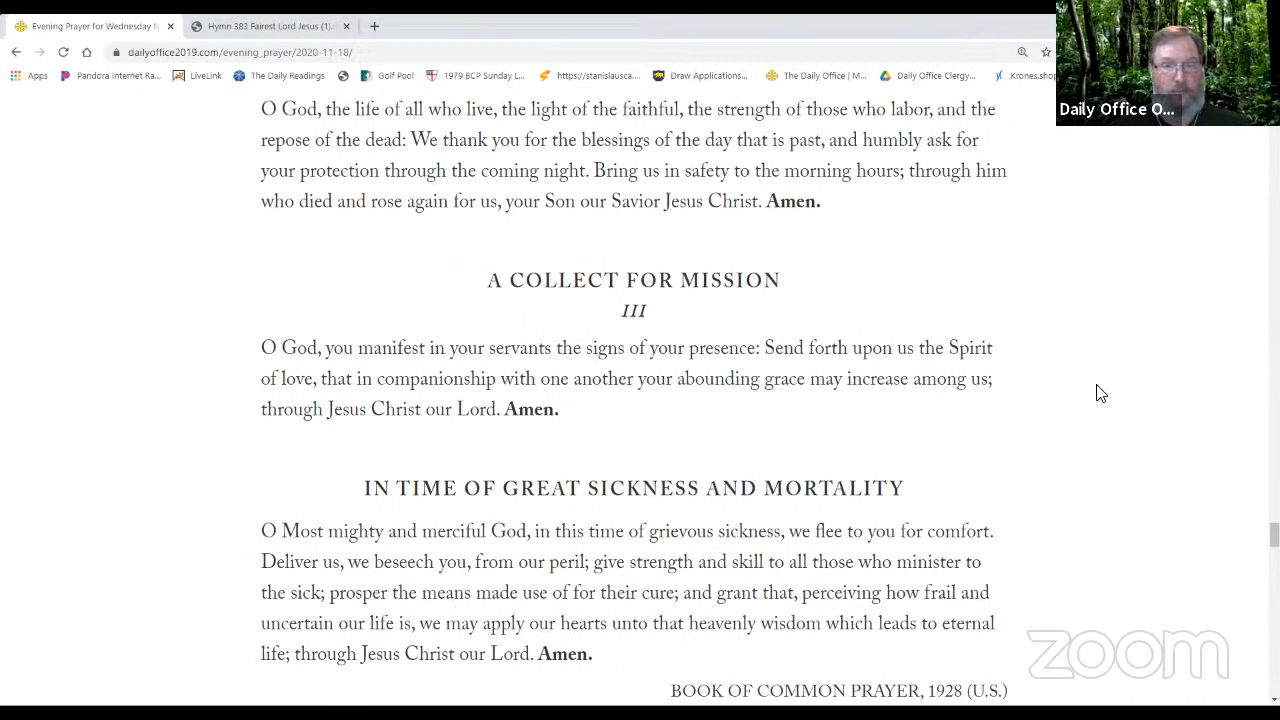 Evening Prayer for Wednesday N
Hymn 383 Fairest Lord Jesus (1).
dailyoffice2019.com/evening_prayer/2020-11-18/
Apps
Pandora Internet Ra...
LiveLink
The Daily Readings
Golf Pool
1979 BCP Sunday L...
https://stanislausca...
Draw Applications...
The Daily Office | M...
Daily Office Clergy...
Krones.shop
Daily Office O...
O God, the life of all who live, the light of the faithful, the strength of those who labor, and the
repose of the dead: We thank you for the blessings of the day that is past, and humbly ask for
your protection through the coming night. Bring us in safety to the morning hours; through him
who died and rose again for us, your Son our Savior Jesus Christ. Amen.
A COLLECT FOR MISSION
III
O God, you manifest in your servants the signs of your presence: Send forth upon us the Spirit
of love, that in companionship with one another your abounding grace may increase among us;
through Jesus Christ our Lord. Amen.
IN TIME OF GREAT SICKNESS AND MORTALITY
O Most mighty and merciful God, in this time of grievous sickness, we flee to you for comfort.
Deliver us, we beseech you, from our peril; give strength and skill to all those who minister to
the sick; prosper the means made use of for their cure; and grant that, perceiving how frail and
uncertain our life is, we may apply our hearts unto that heavenly wisdom which leads to eternal
life; through Jesus Christ our Lord. Amen.
zoom
BOOK OF COMMON PRAYER, 1928 (U.S.)